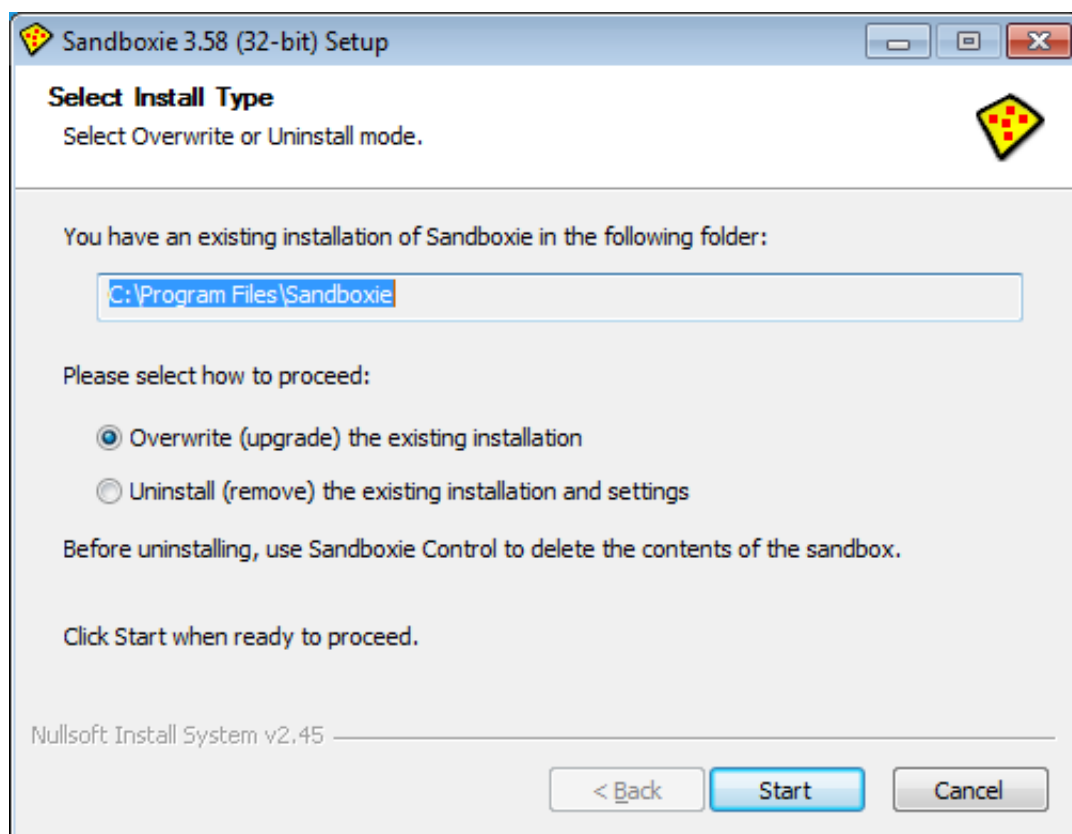 Sandboxie 3.58 (32-bit) Setup
Select Install Type
Select Overwrite or Uninstall mode.
You have an existing installation of Sandboxie in the following folder:
C:\Program Files\Sandboxie
Please select how to proceed:
Overwrite (upgrade) the existing installation
Uninstall (remove) the existing installation and settings
Before uninstalling, use Sandboxie Control to delete the contents of the sandbox.
Click Start when ready to proceed.
Nullsoft Install System v2.45
< Back Start Cancel